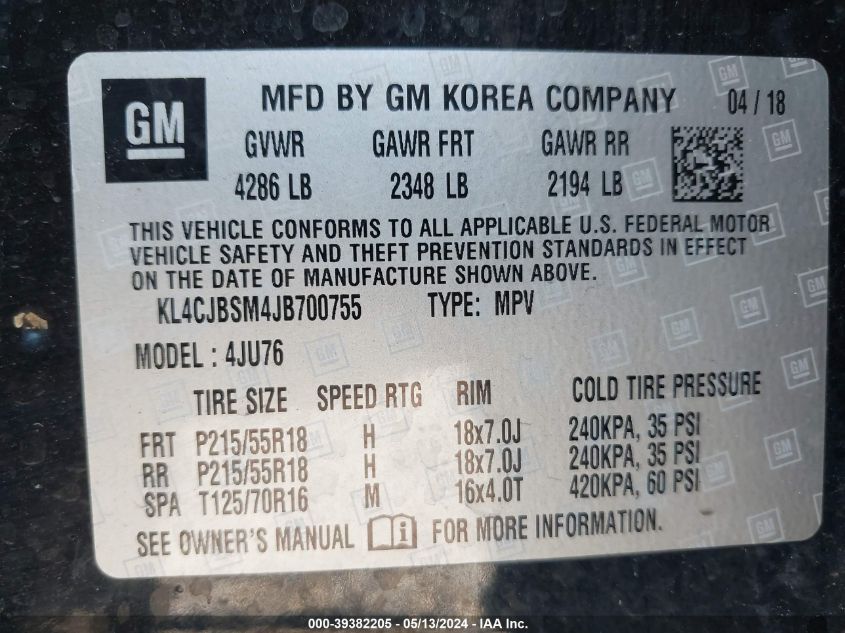 GM MFD BY GM KOREA COMPANY 04 / 18
GVWR GAWR FRT GAWR RR
4286 LB 2348 LB 2194 LB
THIS VEHICLE CONFORMS TO ALL APPLICABLE U.S. FEDERAL MOTOR
VEHICLE SAFETY AND THEFT PREVENTION STANDARDS IN EFFECT
ON THE DATE OF MANUFACTURE SHOWN ABOVE.
KL4CJBSM4JB700755 TYPE: MPV
MODEL : 4JU76
TIRE SIZE SPEED RTG RIM COLD TIRE PRESSURE
FRT P215/55R18 H 18x7.0J 240KPA, 35 PSI
RR P215/55R18 H 18x7.0J 240KPA, 35 PSI
SPA T125/70R16 M 16x4.0T 420KPA, 60 PSI
SEE OWNER'S MANUAL FOR MORE INFORMATION.
000-39382205 - 05/13/2024 - IAA Inc.